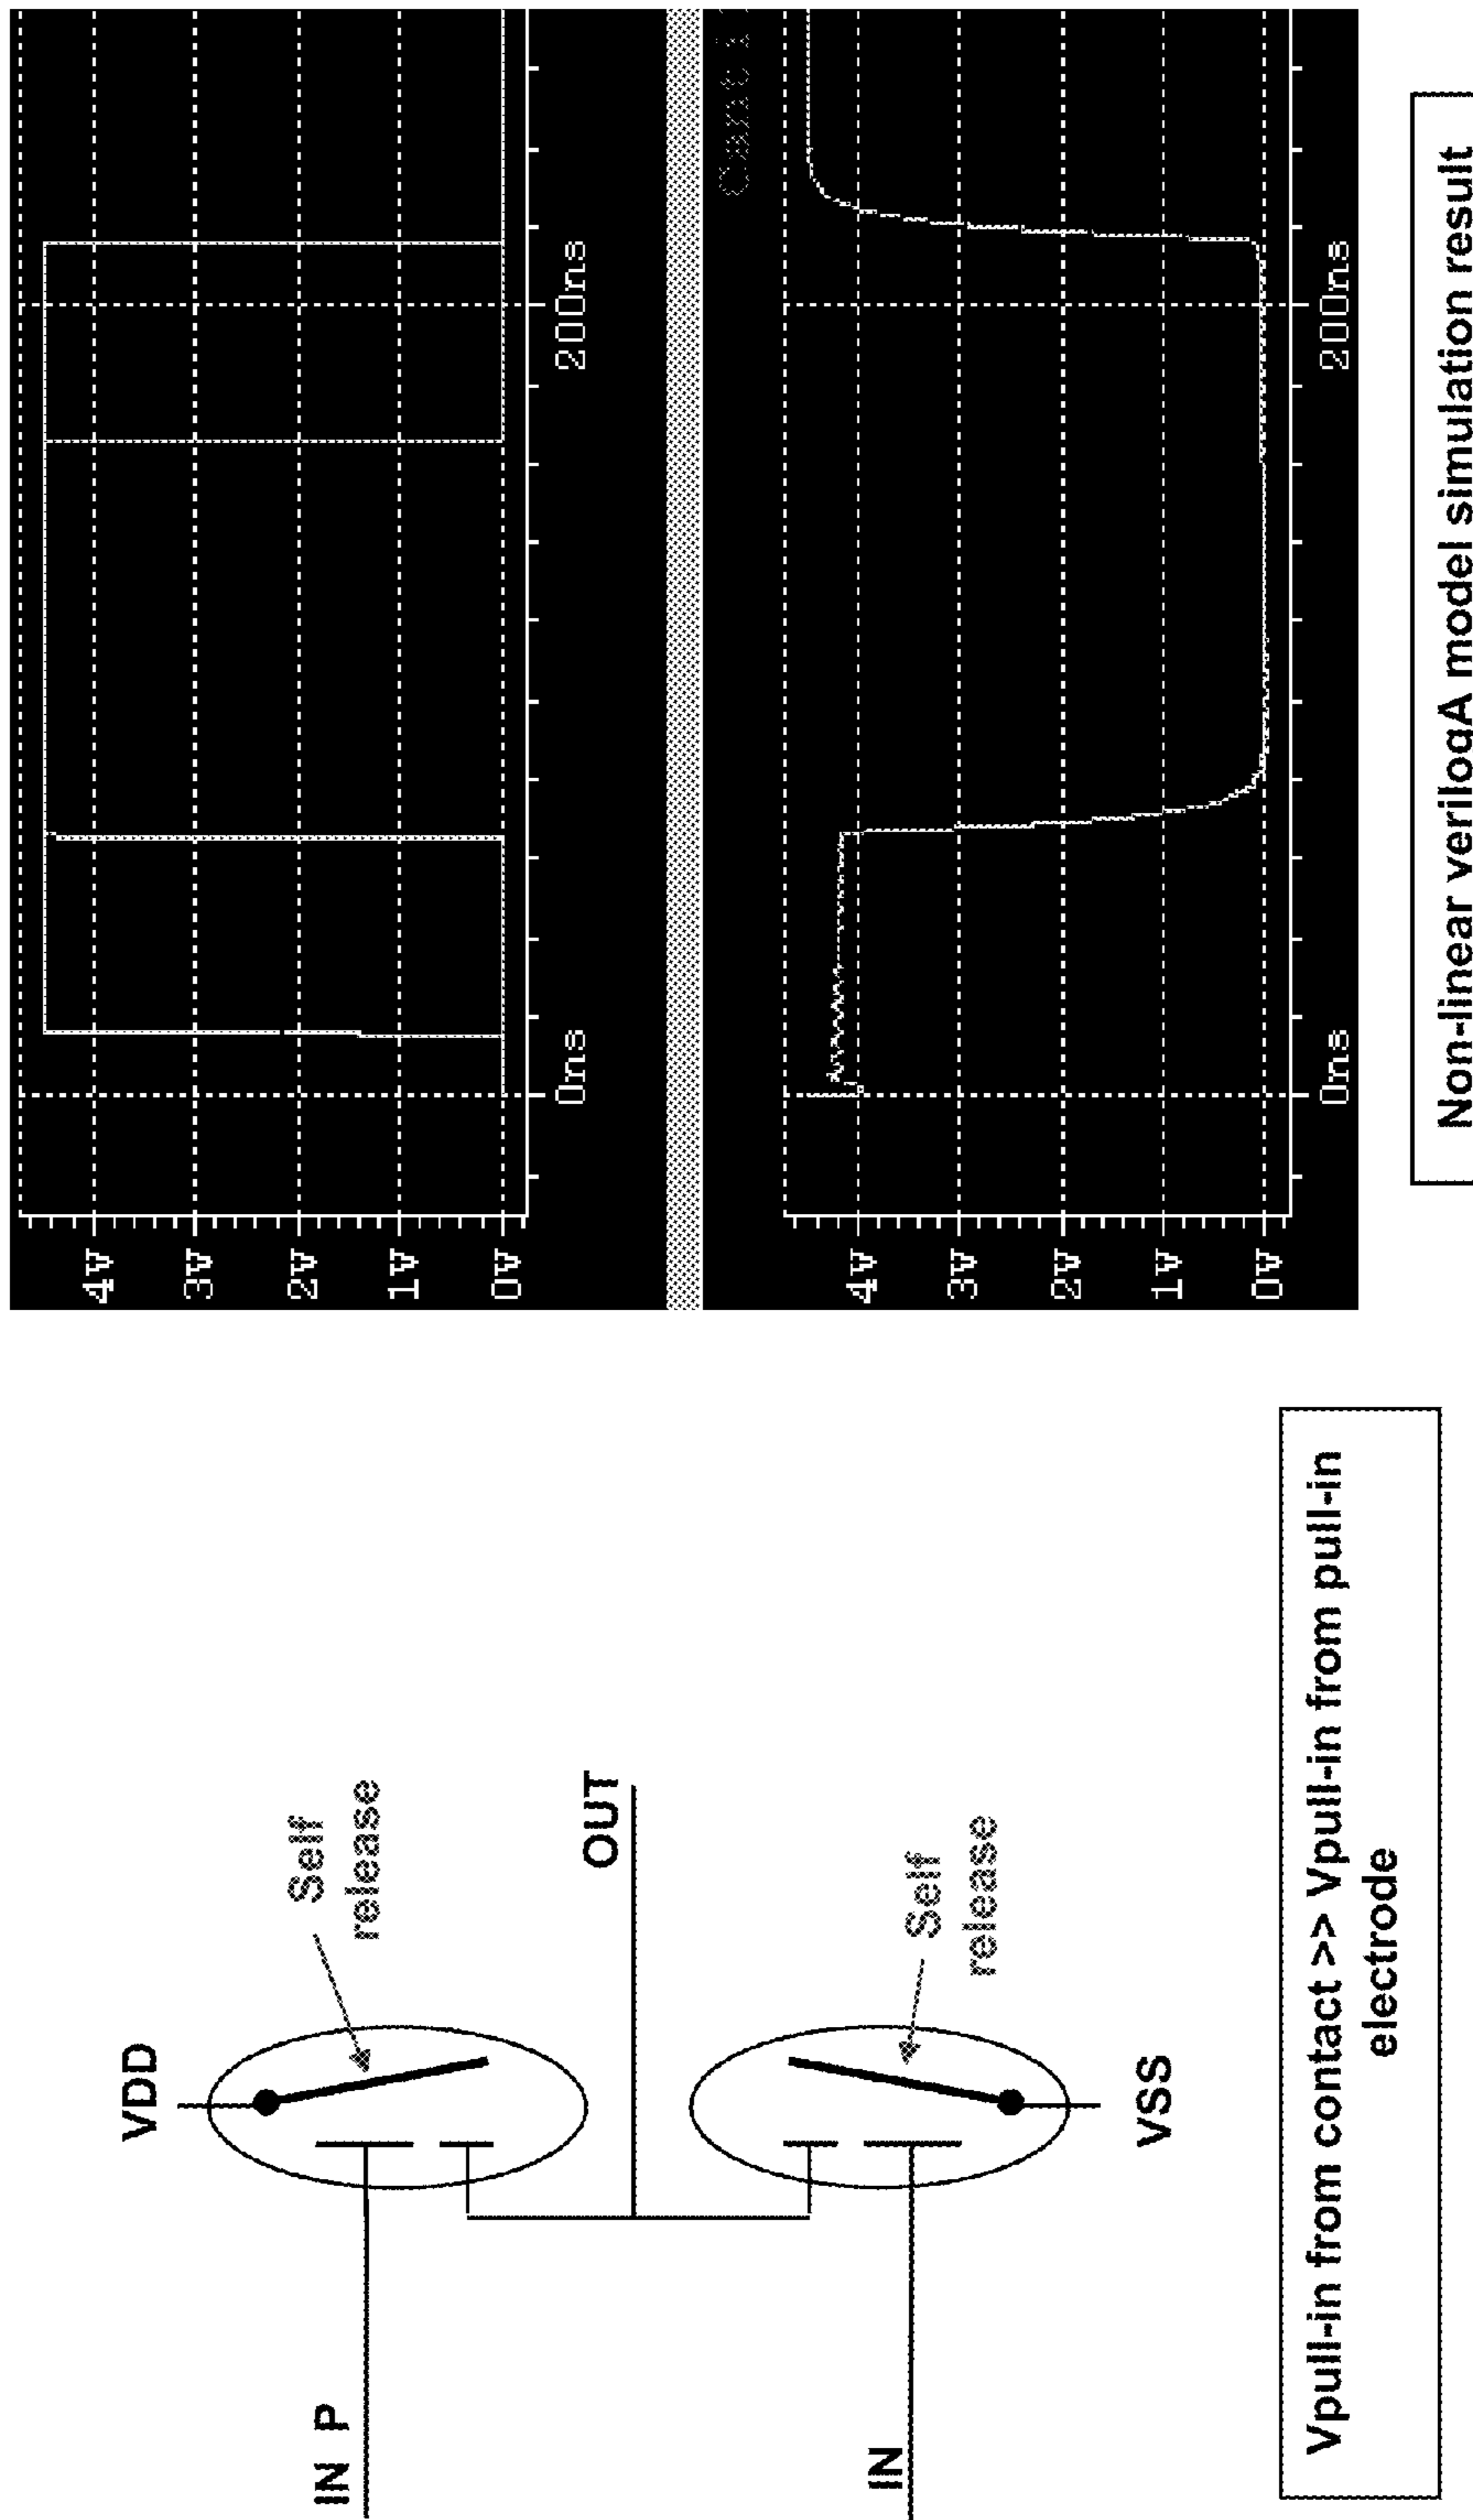 VDD
IN P
Self
release
OUT
IN
Self
release
VSS
Vpull-in from contact >> Vpull-in from pull-in
electrode
4V
3V
2V
1V
0V
0ns
200ns
4V
3V
2V
1V
0V
0ns
200ns
Non-linear verilogA model simulation result